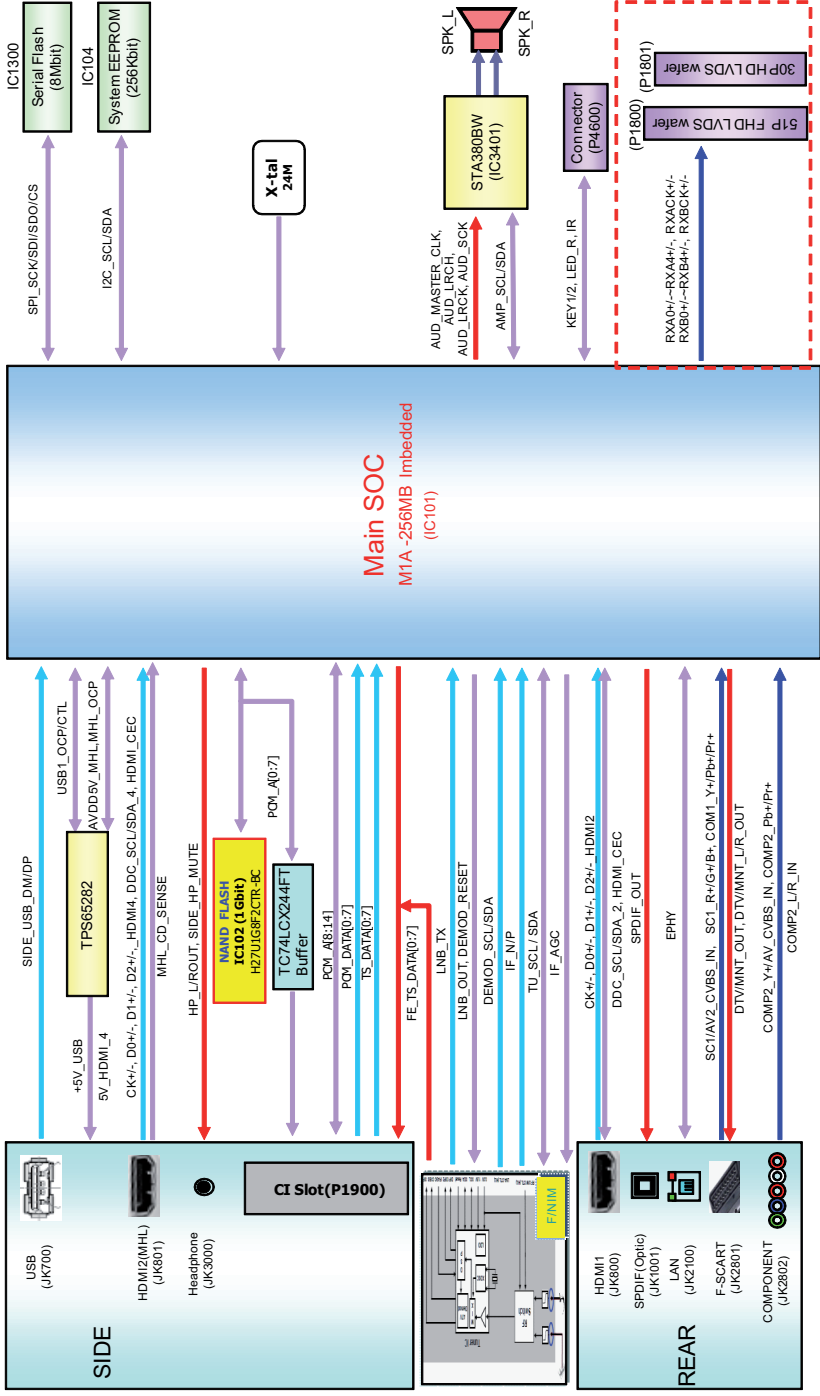 SIDE
USB
(JK700)
HDMI2(MHL)
(JK801)
Headphone
(JK3000)
CI Slot(P1900)
F/NIM
Tuner IC
RF
Switch
REAR
HDMI1
(JK800)
SPDIF(Optic)
(JK1001)
LAN
(JK2100)
F-SCART
(JK2801)
COMPONENT
(JK2802)
SIDE_USB_DM/DP
+5V_USB
5V_HDMI_4
TPS65282
USB1_OCP/CTL
AVDD5V_MHL,MHL_OCP
CK+/-, D0+/-, D1+/-, D2+/-_HDMI4, DDC_SCL/SDA_4, HDMI_CEC
MHL_CD_SENSE
HP_L/ROUT, SIDE_HP_MUTE
NAND FLASH
IC102 (1Gbit)
H27U1G8F2CTR-BC
TC74LCX244FT
Buffer
PCM_A[0:7]
PCM_A[8:14]
PCM_DATA[0:7]
TS_DATA[0:7]
FE_TS_DATA[0:7]
LNB_TX
LNB_OUT, DEMOD_RESET
DEMOD_SCL/SDA
IF_N/P
TU_SCL / SDA
IF_AGC
CK+/-, D0+/-, D1+/-, D2+/-_HDMI2
DDC_SCL/SDA_2, HDMI_CEC
SPDIF_OUT
EPHY
SC1/AV2_CVBS_IN, SC1_R+/G+/B+, COM1_Y+/Pb+/Pr+
DTV/MNT_OUT, DTV/MNT_L/R_OUT
COMP2_Y+/AV_CVBS_IN, COMP2_Pb+/Pr+
COMP2_L/R_IN
Main SOC
M1A -256MB Imbedded
(IC101)
SPI_SCK/SDI/SDO/CS
IC1300
Serial Flash
(8Mbit)
I2C_SCL/SDA
IC104
System EEPROM
(256Kbit)
X-tal
24M
AUD_MASTER_CLK,
AUD_LRCH,
AUD_LRCK, AUD_SCK
AMP_SCL/SDA
STA380BW
(IC3401)
SPK_L
SPK_R
KEY1/2, LED_R, IR
Connector
(P4600)
RXA0+/-~RXA4+/-, RXACK+/-
RXB0+/-~RXB4+/-, RXBCK+/-
(P1800)
51P FHD LVDS wafer
(P1801)
30P HD LVDS wafer